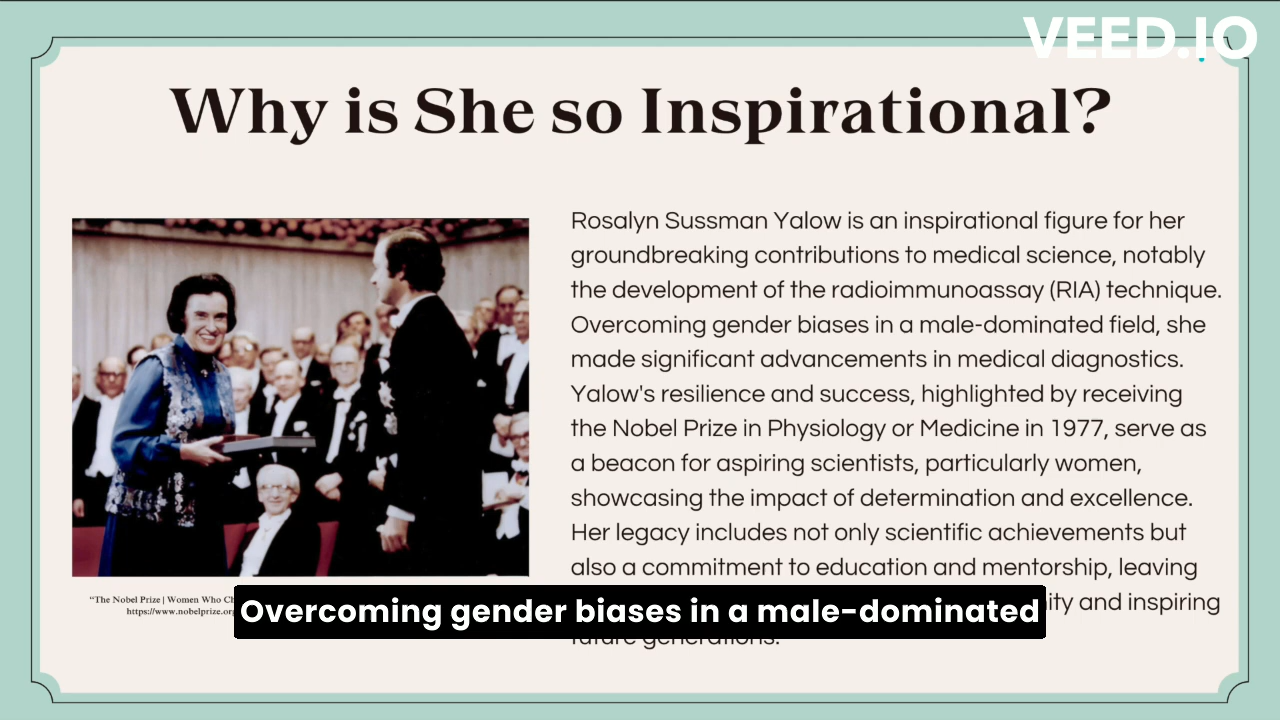 VEED.IO
Why is She so Inspirational?
Rosalyn Sussman Yalow is an inspirational figure for her
groundbreaking contributions to medical science, notably
the development of the radioimmunoassay (RIA) technique.
Overcoming gender biases in a male-dominated field, she
made significant advancements in medical diagnostics.
Yalow's resilience and success, highlighted by receiving
the Nobel Prize in Physiology or Medicine in 1977, serve as
a beacon for aspiring scientists, particularly women,
showcasing the impact of determination and excellence.
Her legacy includes not only scientific achievements but
also a commitment to education and mentorship, leaving
and inspiring
future generations.
"The Nobel Prize | Women Who
https://www.nobelprize
Overcoming gender biases in a male-dominated